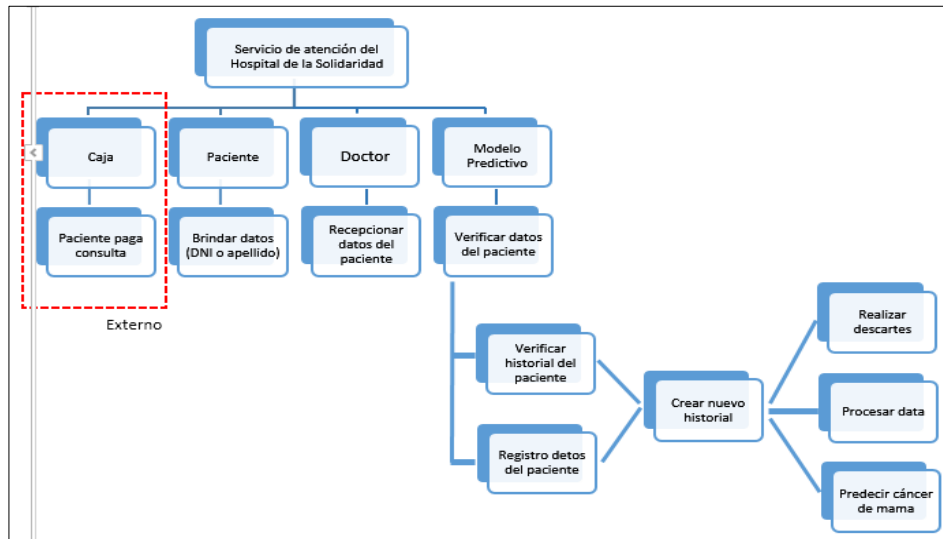 Servicio de atención del
Hospital de la Solidaridad
Caja
Paciente
Doctor
Modelo
Predictivo
Paciente paga
consulta
Brindar datos
(DNI o apellido)
Recepcionar
datos del
paciente
Verificar datos
del paciente
Externo
Verificar
historial del
paciente
Registro detos
del paciente
Crear nuevo
historial
Realizar
descartes
Procesar data
Predecir cáncer
de mama